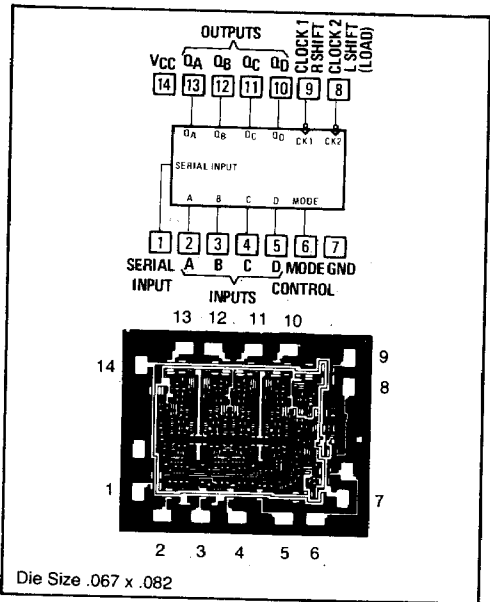 OUTPUTS
VCC QA QB QC QD CLOCK 1 R SHIFT CLOCK 2 L SHIFT (LOAD)
14 13 12 11 10 9 8
QA QB QC QD CK1 CK2
SERIAL INPUT
A B C D MODE
1 2 3 4 5 6 7
SERIAL INPUT A B C D MODE CONTROL GND
INPUTS
13 12 11 10
14 9
8
1 7
2 3 4 5 6
Die Size .067 x .082